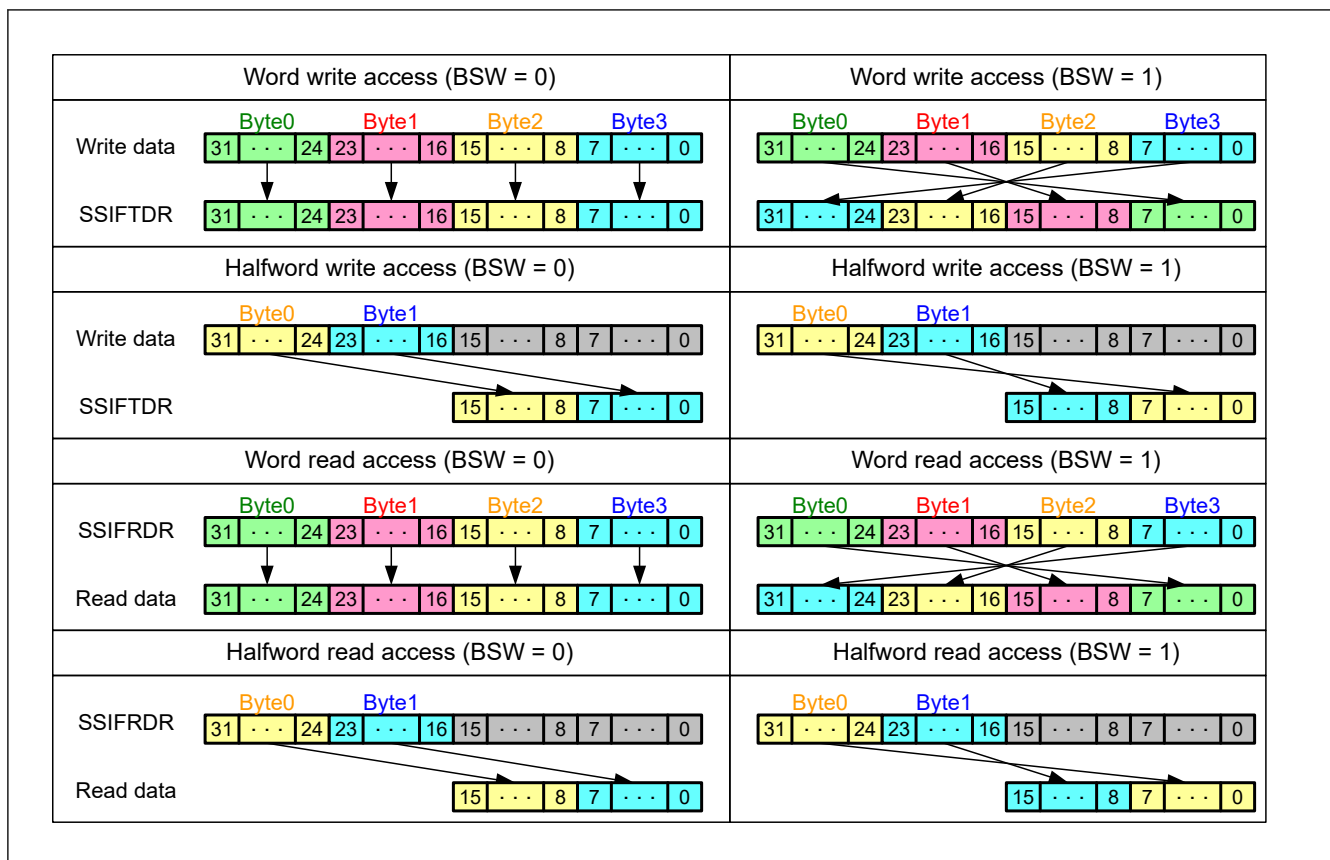 Word write access (BSW = 0) Word write access (BSW = 1)
Byte0 Byte1 Byte2 Byte3 Byte0 Byte1 Byte2 Byte3
Write data 31 · · · 24 23 · · · 16 15 · · · 8 7 · · · 0 31 · · · 24 23 · · · 16 15 · · · 8 7 · · · 0
SSIFTDR 31 · · · 24 23 · · · 16 15 · · · 8 7 · · · 0 31 · · · 24 23 · · · 16 15 · · · 8 7 · · · 0
Halfword write access (BSW = 0) Halfword write access (BSW = 1)
Byte0 Byte1 Byte0 Byte1
Write data 31 · · · 24 23 · · · 16 15 · · · 8 7 · · · 0 31 · · · 24 23 · · · 16 15 · · · 8 7 · · · 0
SSIFTDR 15 · · · 8 7 · · · 0 15 · · · 8 7 · · · 0
Word read access (BSW = 0) Word read access (BSW = 1)
Byte0 Byte1 Byte2 Byte3 Byte0 Byte1 Byte2 Byte3
SSIFRDR 31 · · · 24 23 · · · 16 15 · · · 8 7 · · · 0 31 · · · 24 23 · · · 16 15 · · · 8 7 · · · 0
Read data 31 · · · 24 23 · · · 16 15 · · · 8 7 · · · 0 31 · · · 24 23 · · · 16 15 · · · 8 7 · · · 0
Halfword read access (BSW = 0) Halfword read access (BSW = 1)
Byte0 Byte1 Byte0 Byte1
SSIFRDR 31 · · · 24 23 · · · 16 15 · · · 8 7 · · · 0 31 · · · 24 23 · · · 16 15 · · · 8 7 · · · 0
Read data 15 · · · 8 7 · · · 0 15 · · · 8 7 · · · 0